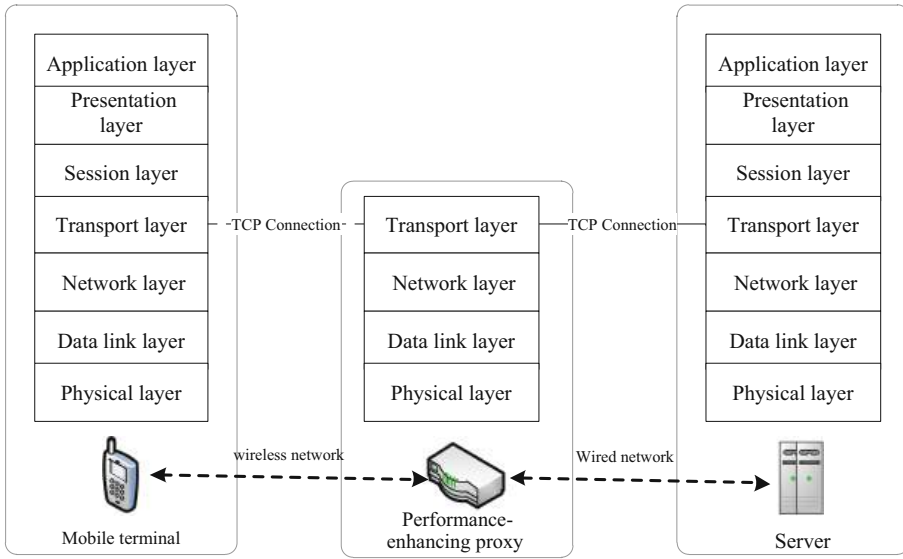 Application layer
Presentation
layer
Session layer
Transport layer
Network layer
Data link layer
Physical layer
Mobile terminal
TCP Connection
wireless network
Transport layer
Network layer
Data link layer
Physical layer
Performance-
enhancing proxy
TCP Connection
Wired network
Application layer
Presentation
layer
Session layer
Transport layer
Network layer
Data link layer
Physical layer
Server